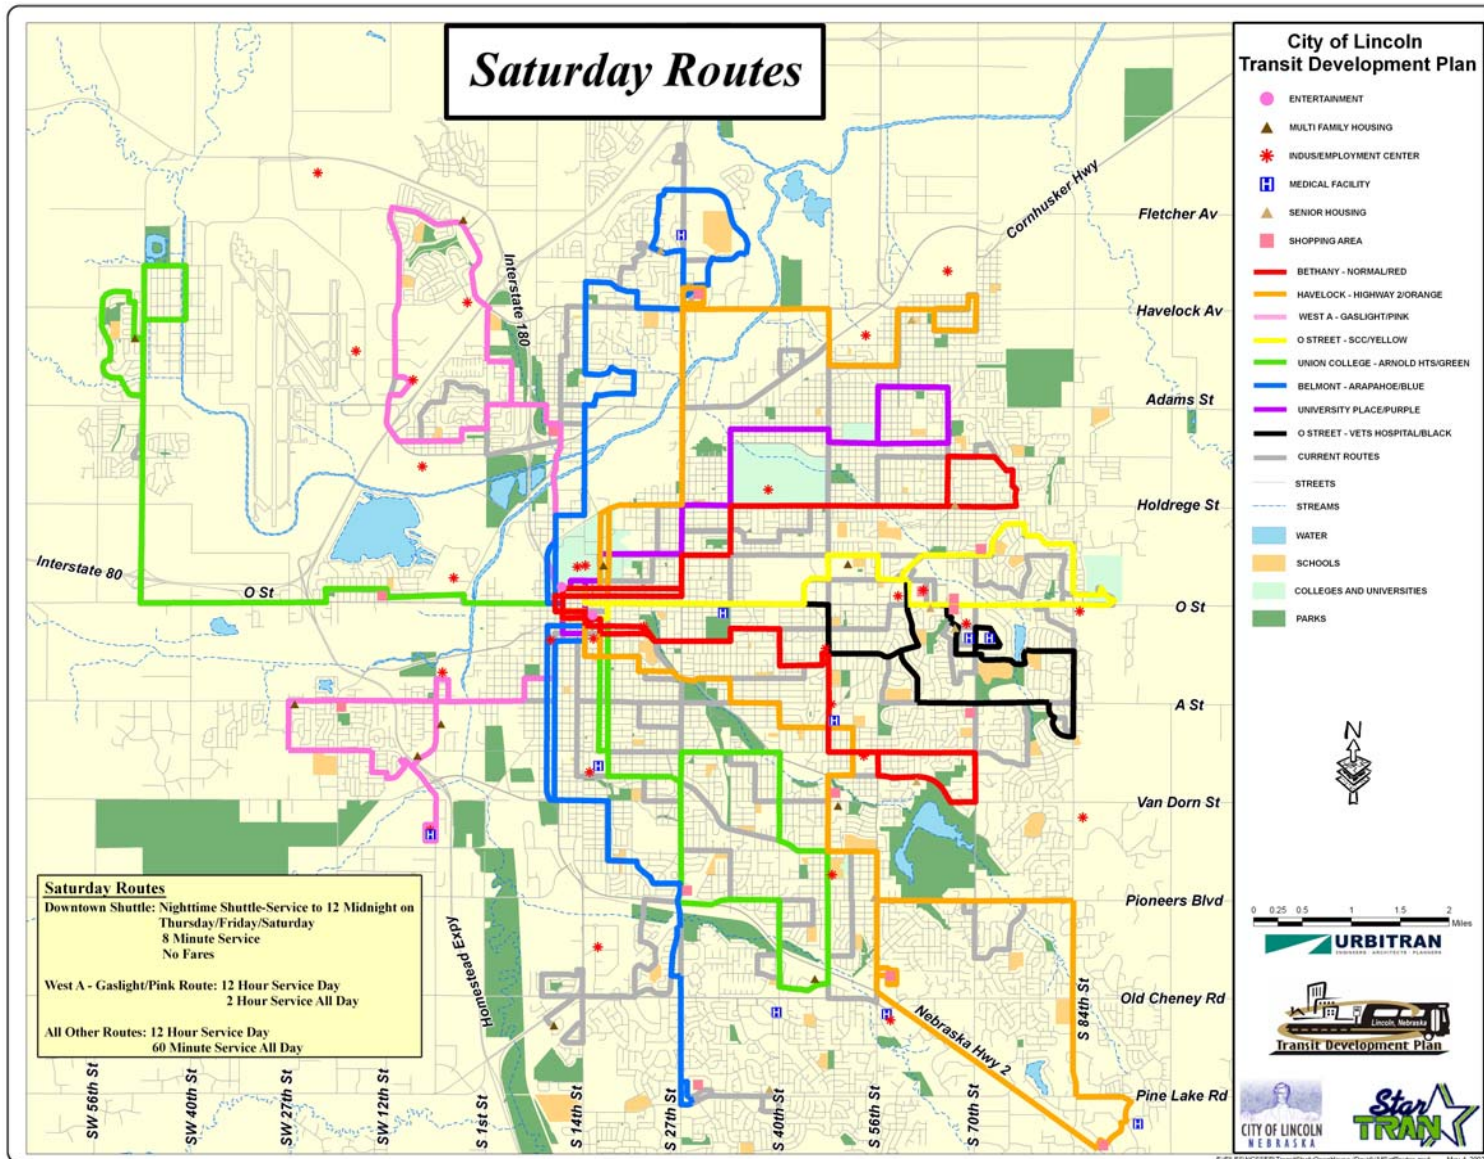 Saturday Routes
City of Lincoln
Transit Development Plan
ENTERTAINMENT
MULTI FAMILY HOUSING
INDUS/EMPLOYMENT CENTER
MEDICAL FACILITY
SENIOR HOUSING
SHOPPING AREA
BETHANY - NORMAL/RED
HAVELOCK - HIGHWAY 2/ORANGE
WEST A - GASLIGHT/PINK
O STREET - SCC/YELLOW
UNION COLLEGE - ARNOLD HTS/GREEN
BELMONT - ARAPAHOE/BLUE
UNIVERSITY PLACE/PURPLE
O STREET - VETS HOSPITAL/BLACK
CURRENT ROUTES
STREETS
STREAMS
WATER
SCHOOLS
COLLEGES AND UNIVERSITIES
PARKS
Cornhusker Hwy
Fletcher Av
Interstate 180
Havelock Av
Adams St
Holdrege St
Interstate 80
O St
O St
A St
Van Dorn St
Pioneers Blvd
Old Cheney Rd
Pine Lake Rd
Homestead Expy
Nebraska Hwy 2
S 84th St
SW 56th St
SW 40th St
SW 27th St
SW 12th St
S 1st St
S 14th St
S 27th St
S 40th St
S 56th St
S 70th St
Saturday Routes
Downtown Shuttle: Nighttime Shuttle-Service to 12 Midnight on
Thursday/Friday/Saturday
8 Minute Service
No Fares
West A - Gaslight/Pink Route: 12 Hour Service Day
2 Hour Service All Day
All Other Routes: 12 Hour Service Day
60 Minute Service All Day
N
0 0.25 0.5 1 1.5 2
Miles
URBITRAN
ENGINEERS · ARCHITECTS · PLANNERS
Lincoln, Nebraska
Transit Development Plan
CITY OF LINCOLN
NEBRASKA
Star
TRAN